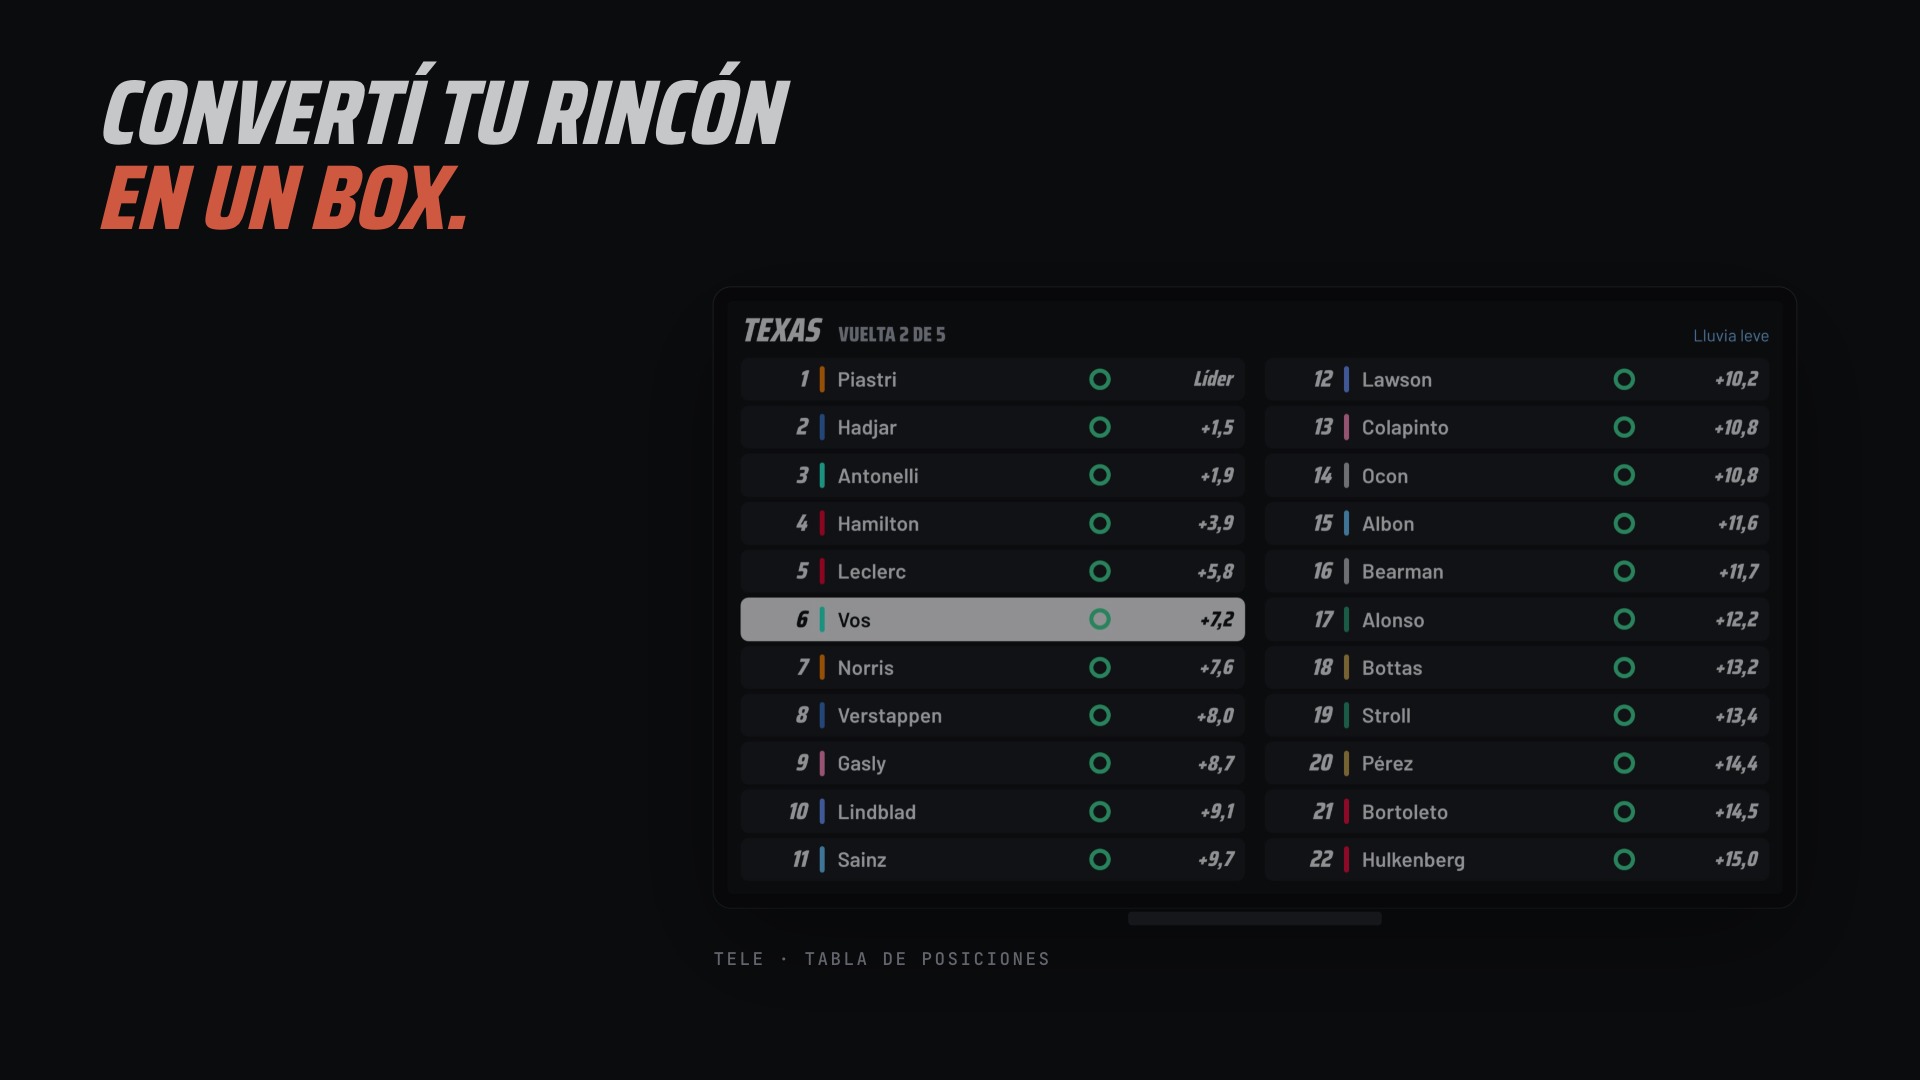 CONVERTÍ TU RINCÓN
EN UN BOX.
TEXAS VUELTA 2 DE 5 Lluvia leve
1 Piastri Líder
2 Hadjar +1,5
3 Antonelli +1,9
4 Hamilton +3,9
5 Leclerc +5,8
6 Vos +7,2
7 Norris +7,6
8 Verstappen +8,0
9 Gasly +8,7
10 Lindblad +9,1
11 Sainz +9,7
12 Lawson +10,2
13 Colapinto +10,8
14 Ocon +10,8
15 Albon +11,6
16 Bearman +11,7
17 Alonso +12,2
18 Bottas +13,2
19 Stroll +13,4
20 Pérez +14,4
21 Bortoleto +14,5
22 Hulkenberg +15,0
TELE · TABLA DE POSICIONES